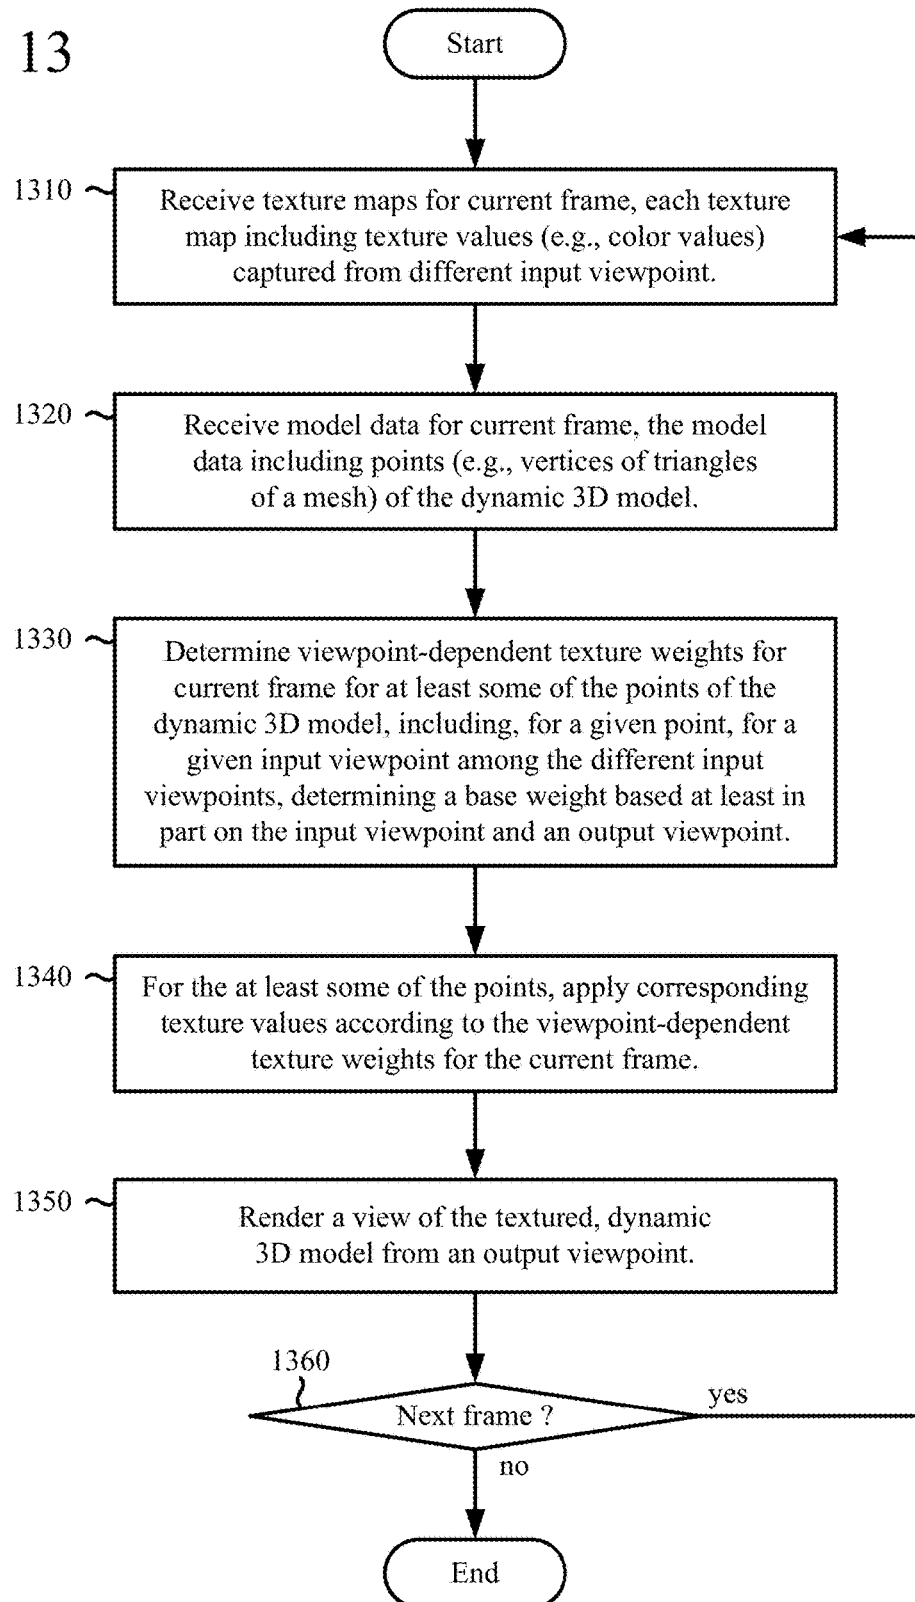 13
Start
1310
Receive texture maps for current frame, each texture
map including texture values (e.g., color values)
captured from different input viewpoint.
1320
Receive model data for current frame, the model
data including points (e.g., vertices of triangles
of a mesh) of the dynamic 3D model.
1330
Determine viewpoint-dependent texture weights for
current frame for at least some of the points of the
dynamic 3D model, including, for a given point, for a
given input viewpoint among the different input
viewpoints, determining a base weight based at least in
part on the input viewpoint and an output viewpoint.
1340
For the at least some of the points, apply corresponding
texture values according to the viewpoint-dependent
texture weights for the current frame.
1350
Render a view of the textured, dynamic
3D model from an output viewpoint.
1360
Next frame ?
yes
no
End